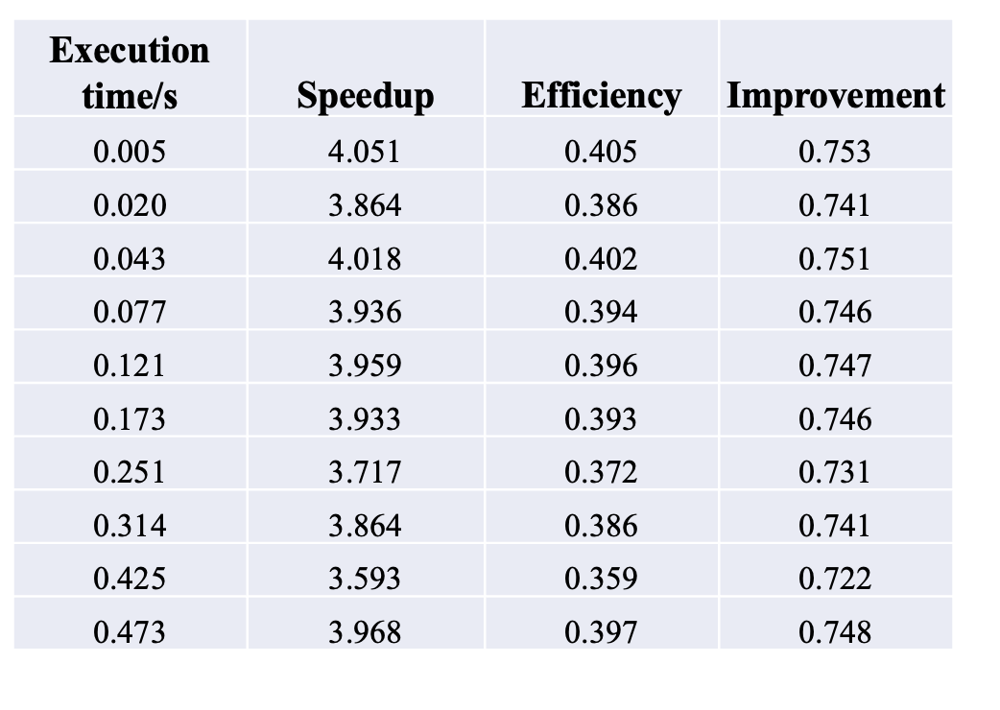 Execution
time/s Speedup Efficiency Improvement
0.005 4.051 0.405 0.753
0.020 3.864 0.386 0.741
0.043 4.018 0.402 0.751
0.077 3.936 0.394 0.746
0.121 3.959 0.396 0.747
0.173 3.933 0.393 0.746
0.251 3.717 0.372 0.731
0.314 3.864 0.386 0.741
0.425 3.593 0.359 0.722
0.473 3.968 0.397 0.748